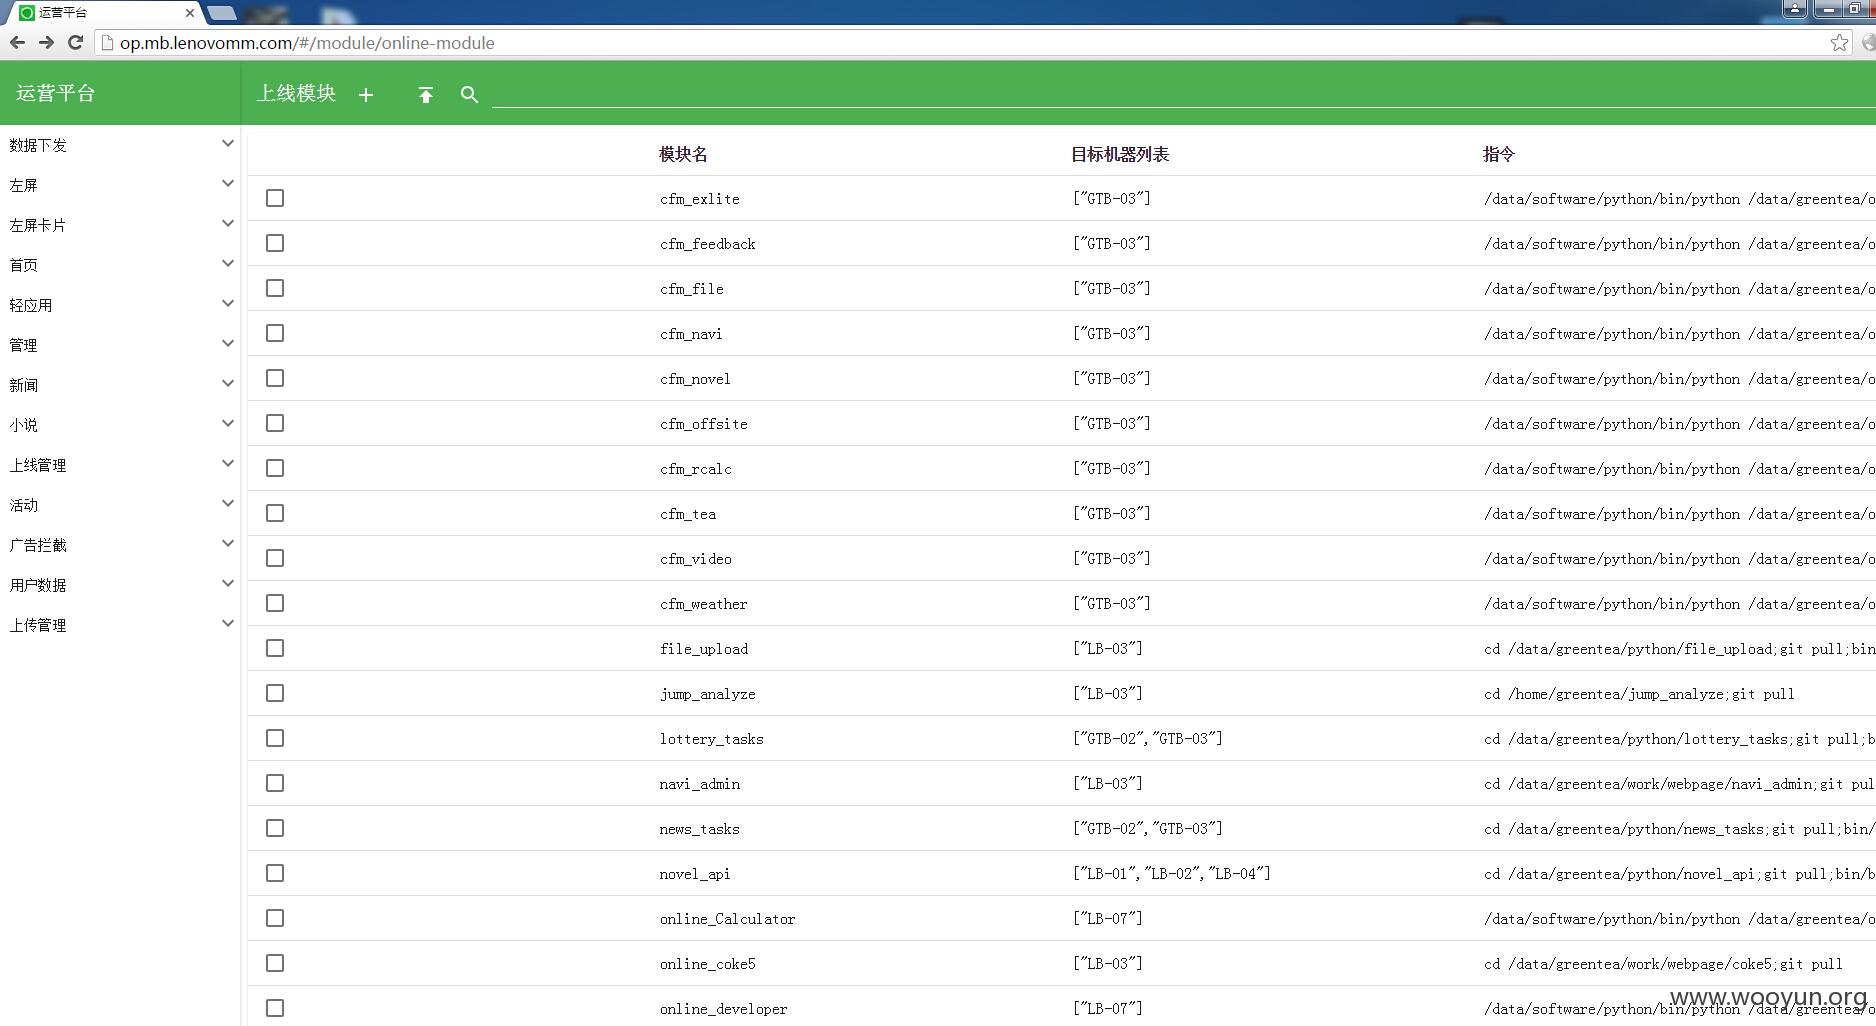 运营平台
op.mb.lenovomm.com/#/module/online-module
运营平台 上线模块 +
数据下发
左屏
左屏卡片
首页
轻应用
管理
新闻
小说
上线管理
活动
广告拦截
用户数据
上传管理
模块名 目标机器列表 指令
cfm_exlite ["GTB-03"] /data/software/python/bin/python /data/greentea/o
cfm_feedback ["GTB-03"] /data/software/python/bin/python /data/greentea/o
cfm_file ["GTB-03"] /data/software/python/bin/python /data/greentea/o
cfm_navi ["GTB-03"] /data/software/python/bin/python /data/greentea/o
cfm_novel ["GTB-03"] /data/software/python/bin/python /data/greentea/o
cfm_offsite ["GTB-03"] /data/software/python/bin/python /data/greentea/o
cfm_rcalc ["GTB-03"] /data/software/python/bin/python /data/greentea/o
cfm_tea ["GTB-03"] /data/software/python/bin/python /data/greentea/o
cfm_video ["GTB-03"] /data/software/python/bin/python /data/greentea/o
cfm_weather ["GTB-03"] /data/software/python/bin/python /data/greentea/o
file_upload ["LB-03"] cd /data/greentea/python/file_upload;git pull;bin
jump_analyze ["LB-03"] cd /home/greentea/jump_analyze;git pull
lottery_tasks ["GTB-02","GTB-03"] cd /data/greentea/python/lottery_tasks;git pull;b
navi_admin ["LB-03"] cd /data/greentea/work/webpage/navi_admin;git pul
news_tasks ["GTB-02","GTB-03"] cd /data/greentea/python/news_tasks;git pull;bin/
novel_api ["LB-01","LB-02","LB-04"] cd /data/greentea/python/novel_api;git pull;bin/b
online_Calculator ["LB-07"] /data/software/python/bin/python /data/greentea/o
online_coke5 ["LB-03"] cd /data/greentea/work/webpage/coke5;git pull
online_developer ["LB-07"] /data/software/python/bin/python /data/greentea/o
www.wooyun.org